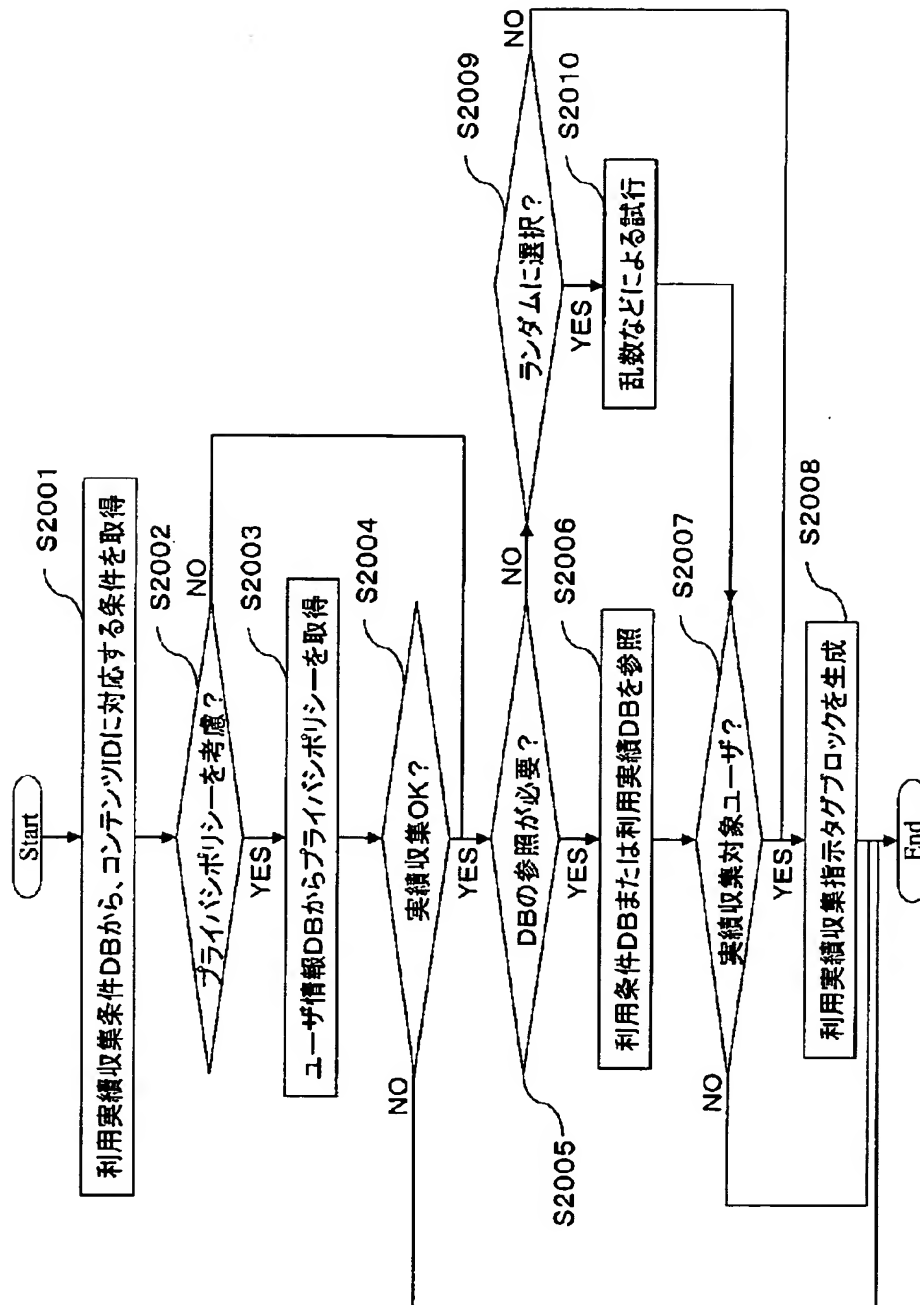 Start
利用実績収集条件DBから、コンテンツIDに対応する条件を取得
S2001
プライバシポリシーを考慮？
S2002
NO
YES
ユーザ情報DBからプライバシポリシーを取得
S2003
実績収集OK？
S2004
NO
YES
DBの参照が必要？
S2005
NO
YES
利用条件DBまたは利用実績DBを参照
S2006
実績収集対象ユーザ？
S2007
NO
YES
利用実績収集指示タグブロックを生成
S2008
ランダムに選択？
S2009
NO
YES
乱数などによる試行
S2010
End